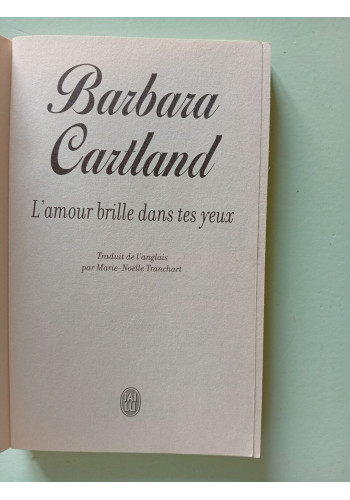 Barbara
Cartland
L'amour brille dans tes yeux
Traduit de l'anglais
par Marie-Noëlle Tranchart
J'AI
LU